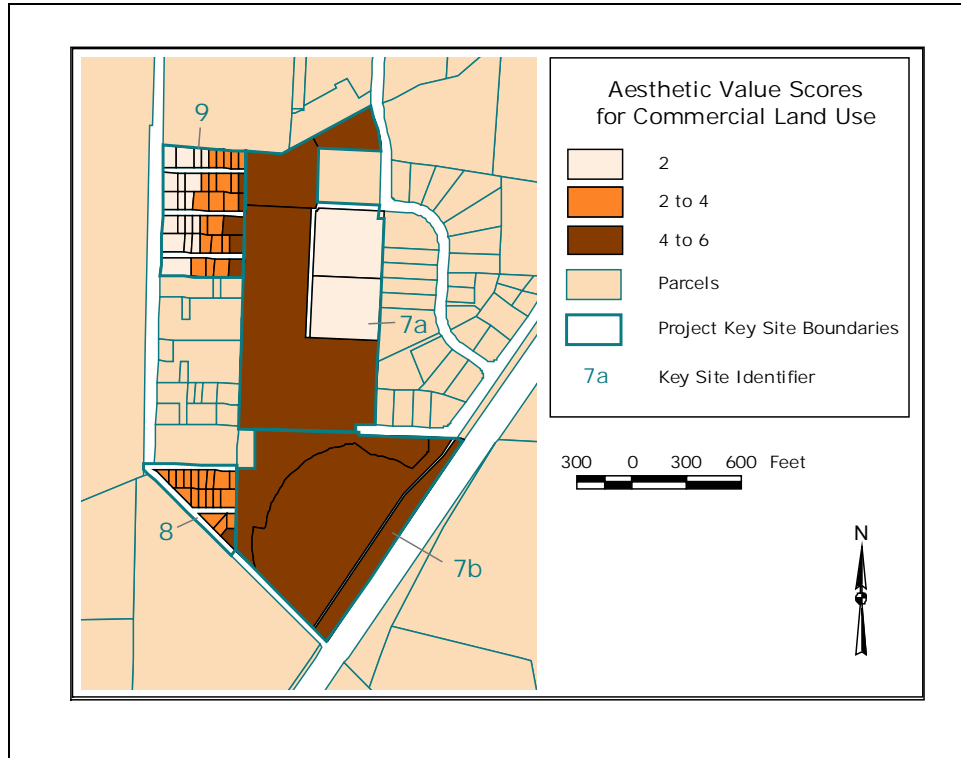 Aesthetic Value Scores
for Commercial Land Use
2
2 to 4
4 to 6
Parcels
Project Key Site Boundaries
7a Key Site Identifier
9
7a
8
7b
300 0 300 600 Feet
N